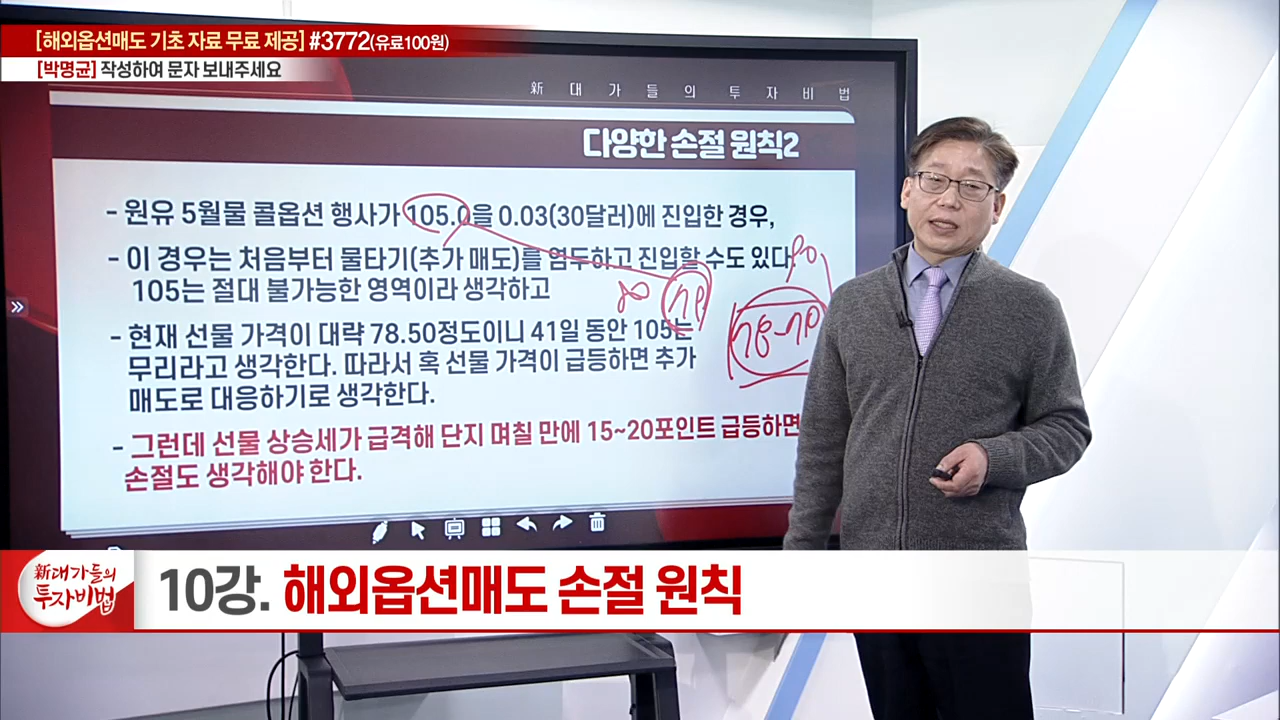 [해외옵션매도 기초 자료 무료 제공] #3772(유료100원)
[박명균] 작성하여 문자 보내주세요
新 대 가 들 의 투 자 비 법
다양한 손절 원칙2
- 원유 5월물 콜옵션 행사가 105.0을 0.03(30달러)에 진입한 경우,
- 이 경우는 처음부터 물타기(추가 매도)를 염두하고 진입할 수도 있다
105는 절대 불가능한 영역이라 생각하고
- 현재 선물 가격이 대략 78.50정도이니 41일 동안 105는
무리라고 생각한다. 따라서 혹 선물 가격이 급등하면 추가
매도로 대응하기로 생각한다.
- 그런데 선물 상승세가 급격해 단지 며칠 만에 15~20포인트 급등하면
손절도 생각해야 한다.
新대가들의
투자비법
10강. 해외옵션매도 손절 원칙